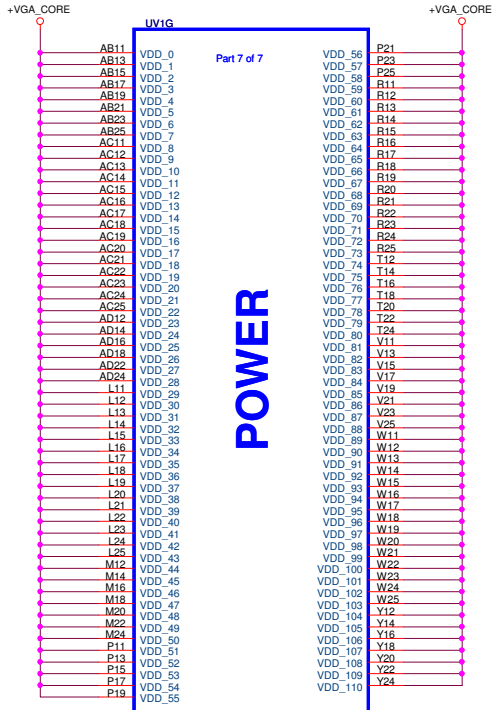 +VGA_CORE +VGA_CORE
UV1G
Part 7 of 7
AB11 VDD_0 VDD_56 P21
AB13 VDD_1 VDD_57 P23
AB15 VDD_2 VDD_58 P25
AB17 VDD_3 VDD_59 R11
AB19 VDD_4 VDD_60 R12
AB21 VDD_5 VDD_61 R13
AB23 VDD_6 VDD_62 R14
AB25 VDD_7 VDD_63 R15
AC11 VDD_8 VDD_64 R16
AC12 VDD_9 VDD_65 R17
AC13 VDD_10 VDD_66 R18
AC14 VDD_11 VDD_67 R19
AC15 VDD_12 VDD_68 R20
AC16 VDD_13 VDD_69 R21
AC17 VDD_14 VDD_70 R22
AC18 VDD_15 VDD_71 R23
AC19 VDD_16 VDD_72 R24
AC20 VDD_17 VDD_73 R25
AC21 VDD_18 VDD_74 T12
AC22 VDD_19 VDD_75 T14
AC23 VDD_20 VDD_76 T16
AC24 VDD_21 VDD_77 T18
AC25 VDD_22 VDD_78 T20
AD12 VDD_23 VDD_79 T22
AD14 VDD_24 VDD_80 T24
AD16 VDD_25 VDD_81 V11
AD18 VDD_26 VDD_82 V13
AD22 VDD_27 VDD_83 V15
AD24 VDD_28 VDD_84 V17
L11 VDD_29 VDD_85 V19
L12 VDD_30 VDD_86 V21
L13 VDD_31 VDD_87 V23
L14 VDD_32 VDD_88 V25
L15 VDD_33 VDD_89 W11
L16 VDD_34 VDD_90 W12
L17 VDD_35 VDD_91 W13
L18 VDD_36 VDD_92 W14
L19 VDD_37 VDD_93 W15
L20 VDD_38 VDD_94 W16
L21 VDD_39 VDD_95 W17
L22 VDD_40 VDD_96 W18
L23 VDD_41 VDD_97 W19
L24 VDD_42 VDD_98 W20
L25 VDD_43 VDD_99 W21
M12 VDD_44 VDD_100 W22
M14 VDD_45 VDD_101 W23
M16 VDD_46 VDD_102 W24
M18 VDD_47 VDD_103 W25
M20 VDD_48 VDD_104 Y12
M22 VDD_49 VDD_105 Y14
M24 VDD_50 VDD_106 Y16
P11 VDD_51 VDD_107 Y18
P13 VDD_52 VDD_108 Y20
P15 VDD_53 VDD_109 Y22
P17 VDD_54 VDD_110 Y24
P19 VDD_55
POWER